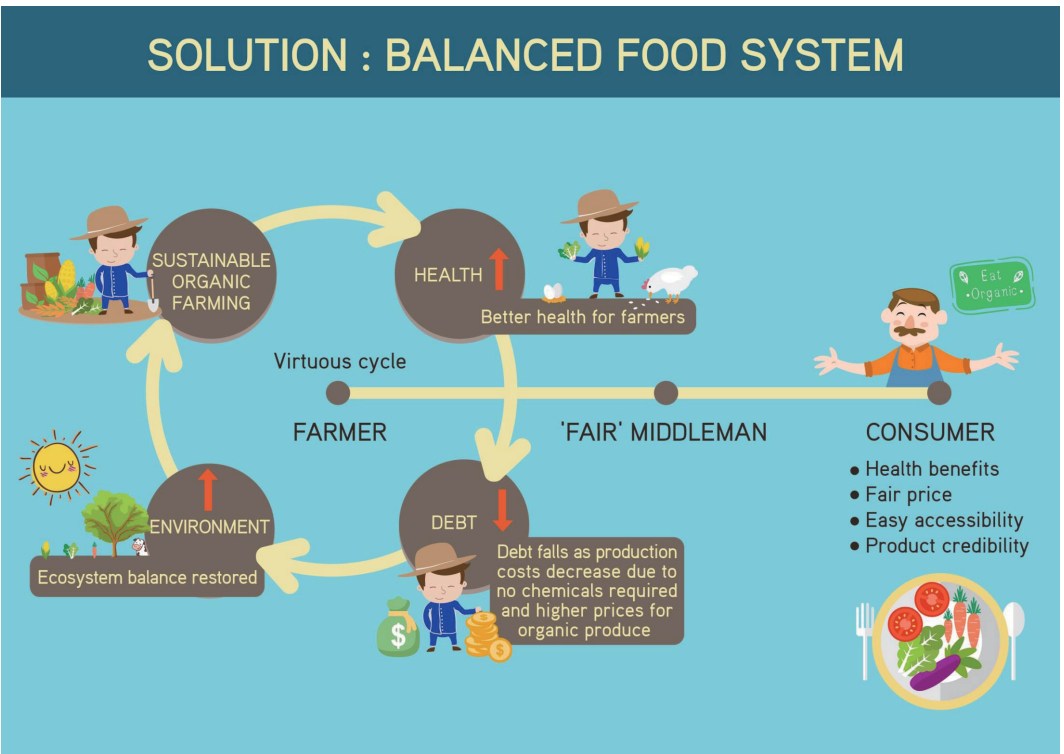 SOLUTION : BALANCED FOOD SYSTEM
SUSTAINABLE
ORGANIC
FARMING
HEALTH
Better health for farmers
Eat
•Organic•
Virtuous cycle
FARMER
'FAIR' MIDDLEMAN
CONSUMER
• Health benefits
• Fair price
• Easy accessibility
• Product credibility
DEBT
Debt falls as production
costs decrease due to
no chemicals required
and higher prices for
organic produce
$
$
ENVIRONMENT
Ecosystem balance restored